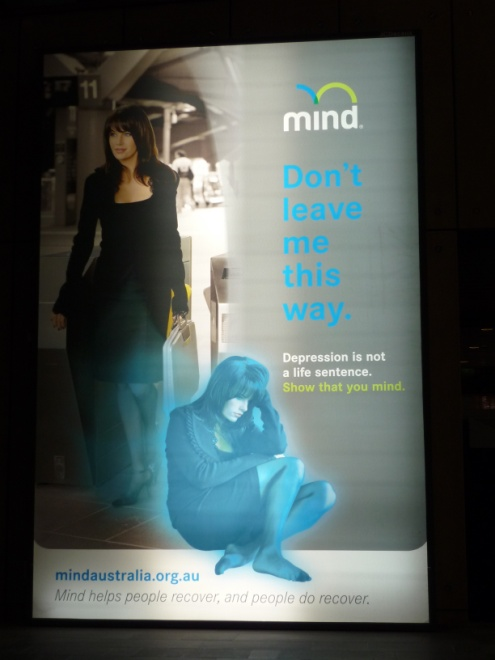 11
mind
Don't
leave
me
this
way.
Depression is not
a life sentence.
Show that you mind.
mindaustralia.org.au
Mind helps people recover, and people do recover.